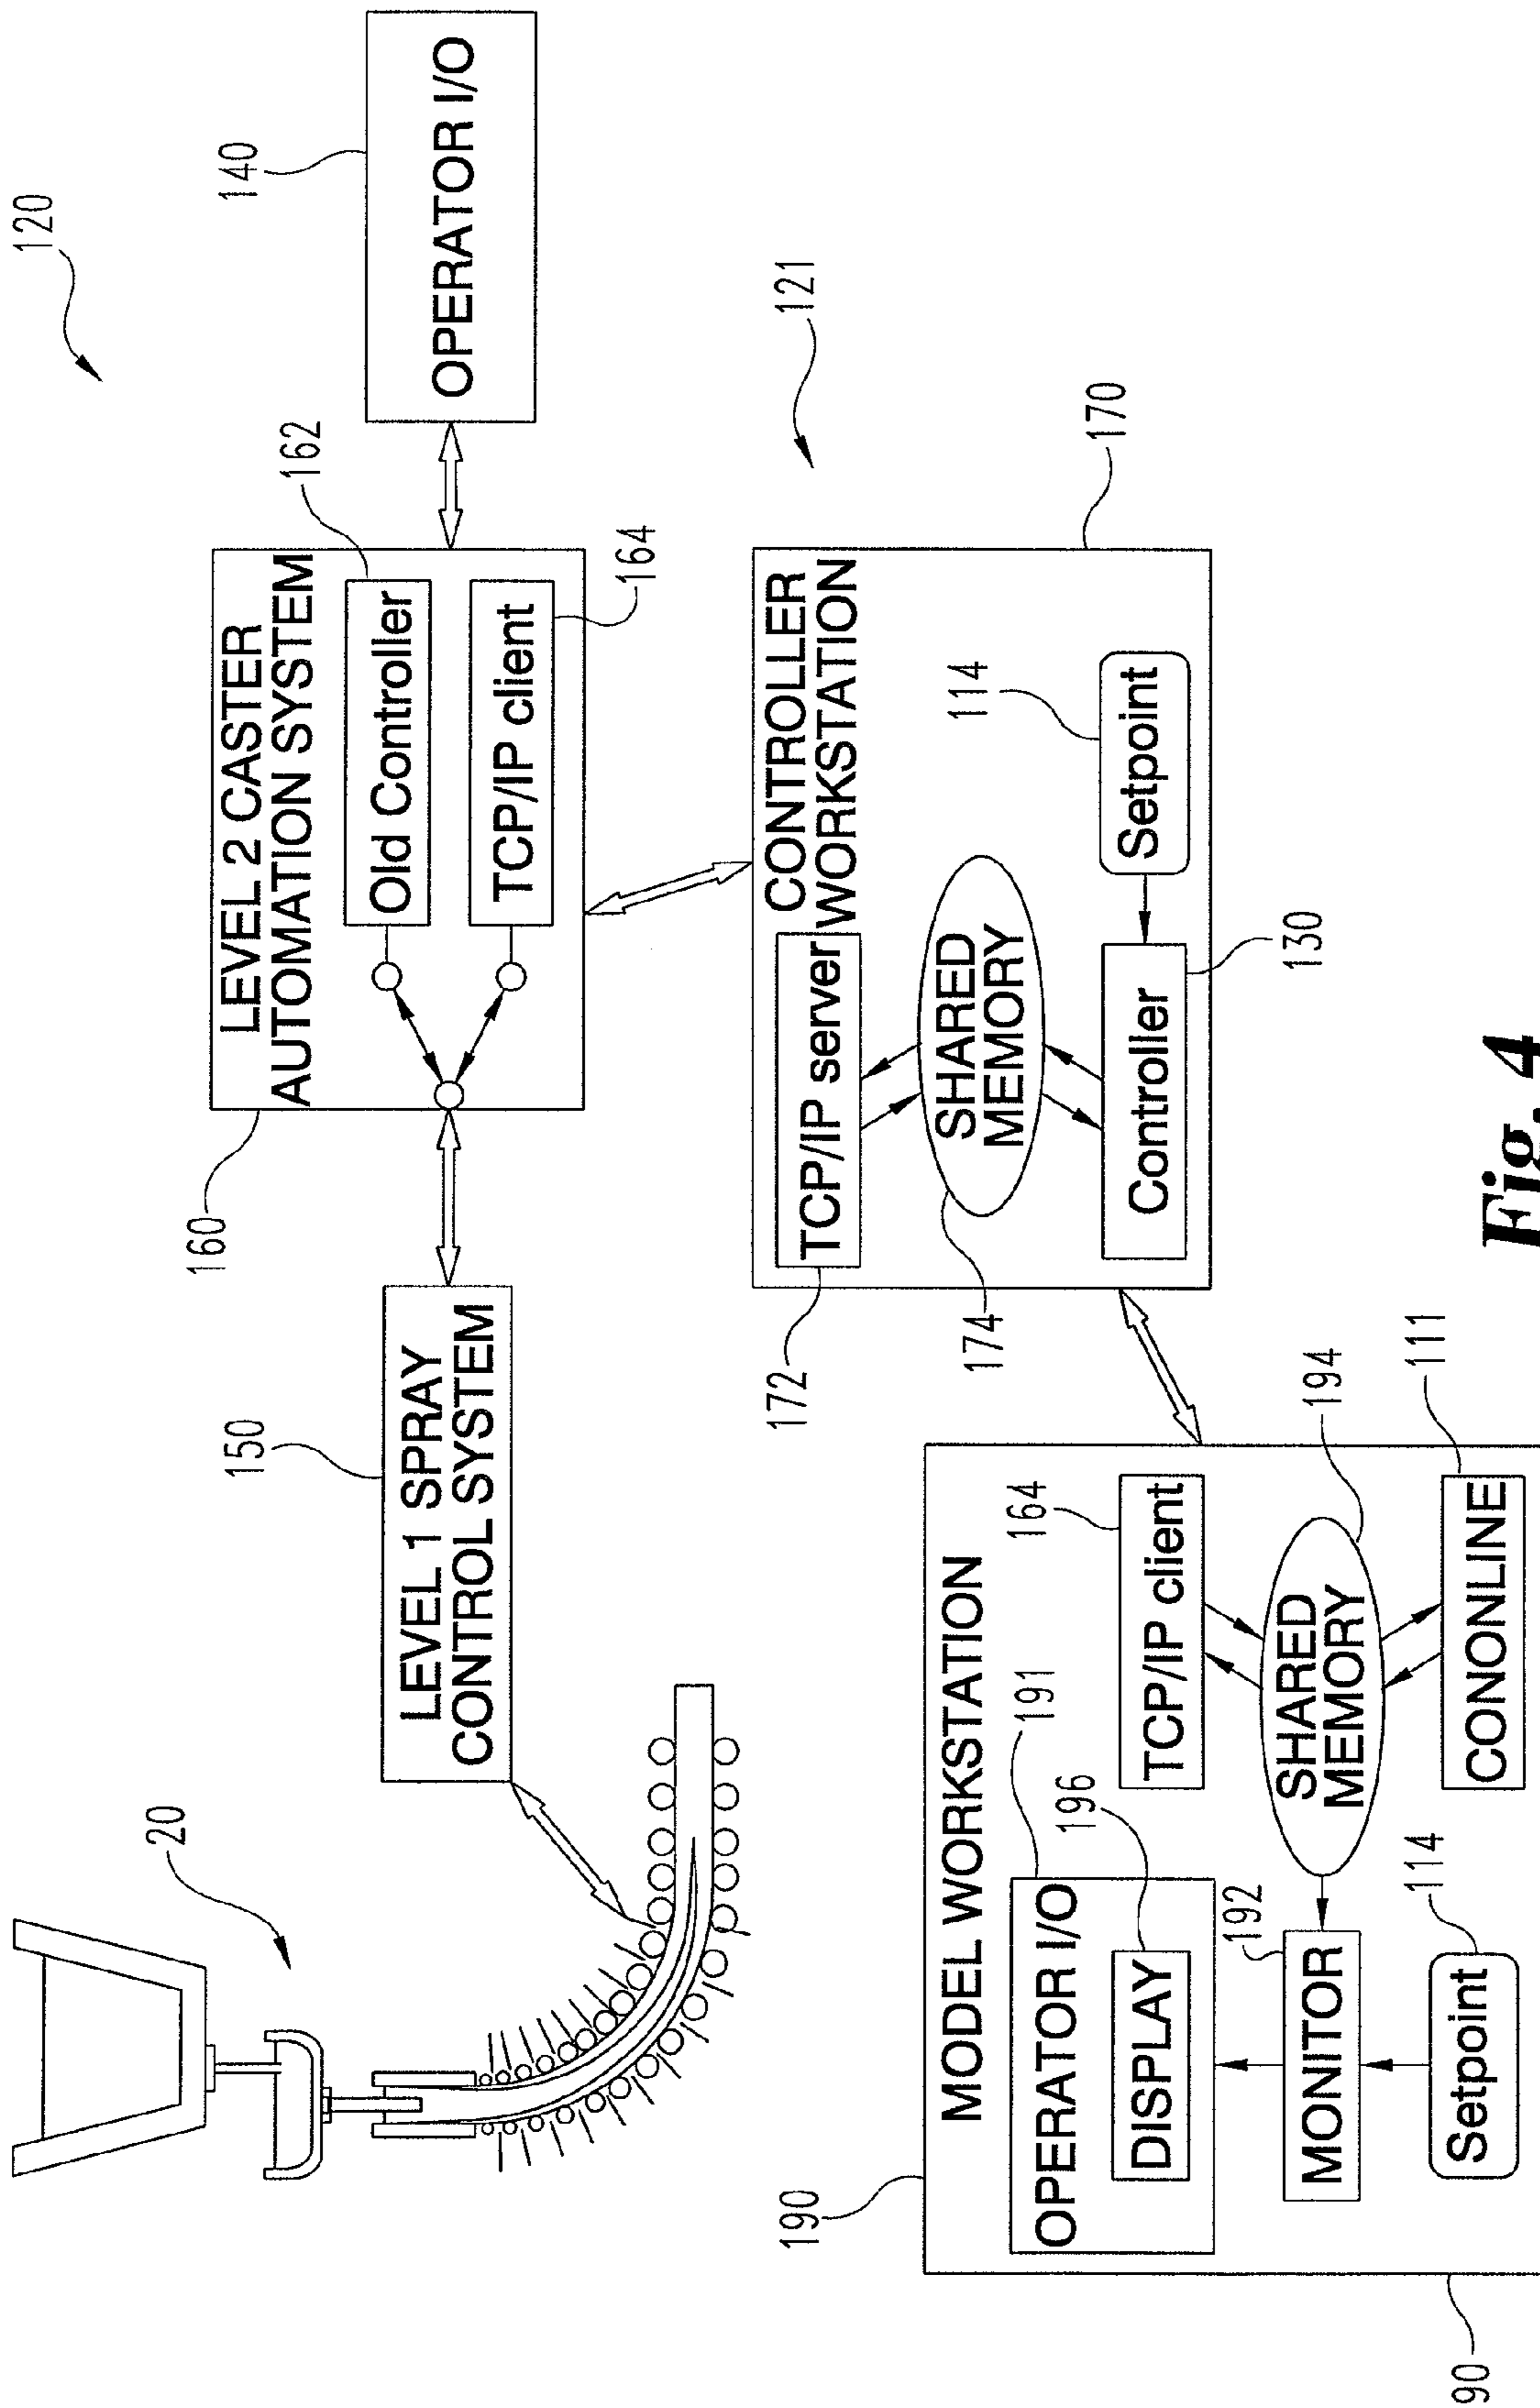 120
20
150
160
140
LEVEL 1 SPRAY
CONTROL SYSTEM
LEVEL 2 CASTER
AUTOMATION SYSTEM
162
Old Controller
TCP/IP client
164
OPERATOR I/O
121
190
MODEL WORKSTATION
191
OPERATOR I/O
196
DISPLAY
192
MONITOR
114
Setpoint
164
TCP/IP client
SHARED
MEMORY
194
CONONLINE
111
90
172
CONTROLLER
WORKSTATION
170
TCP/IP server
SHARED
MEMORY
174
114
Setpoint
Controller
130
Fig. 4